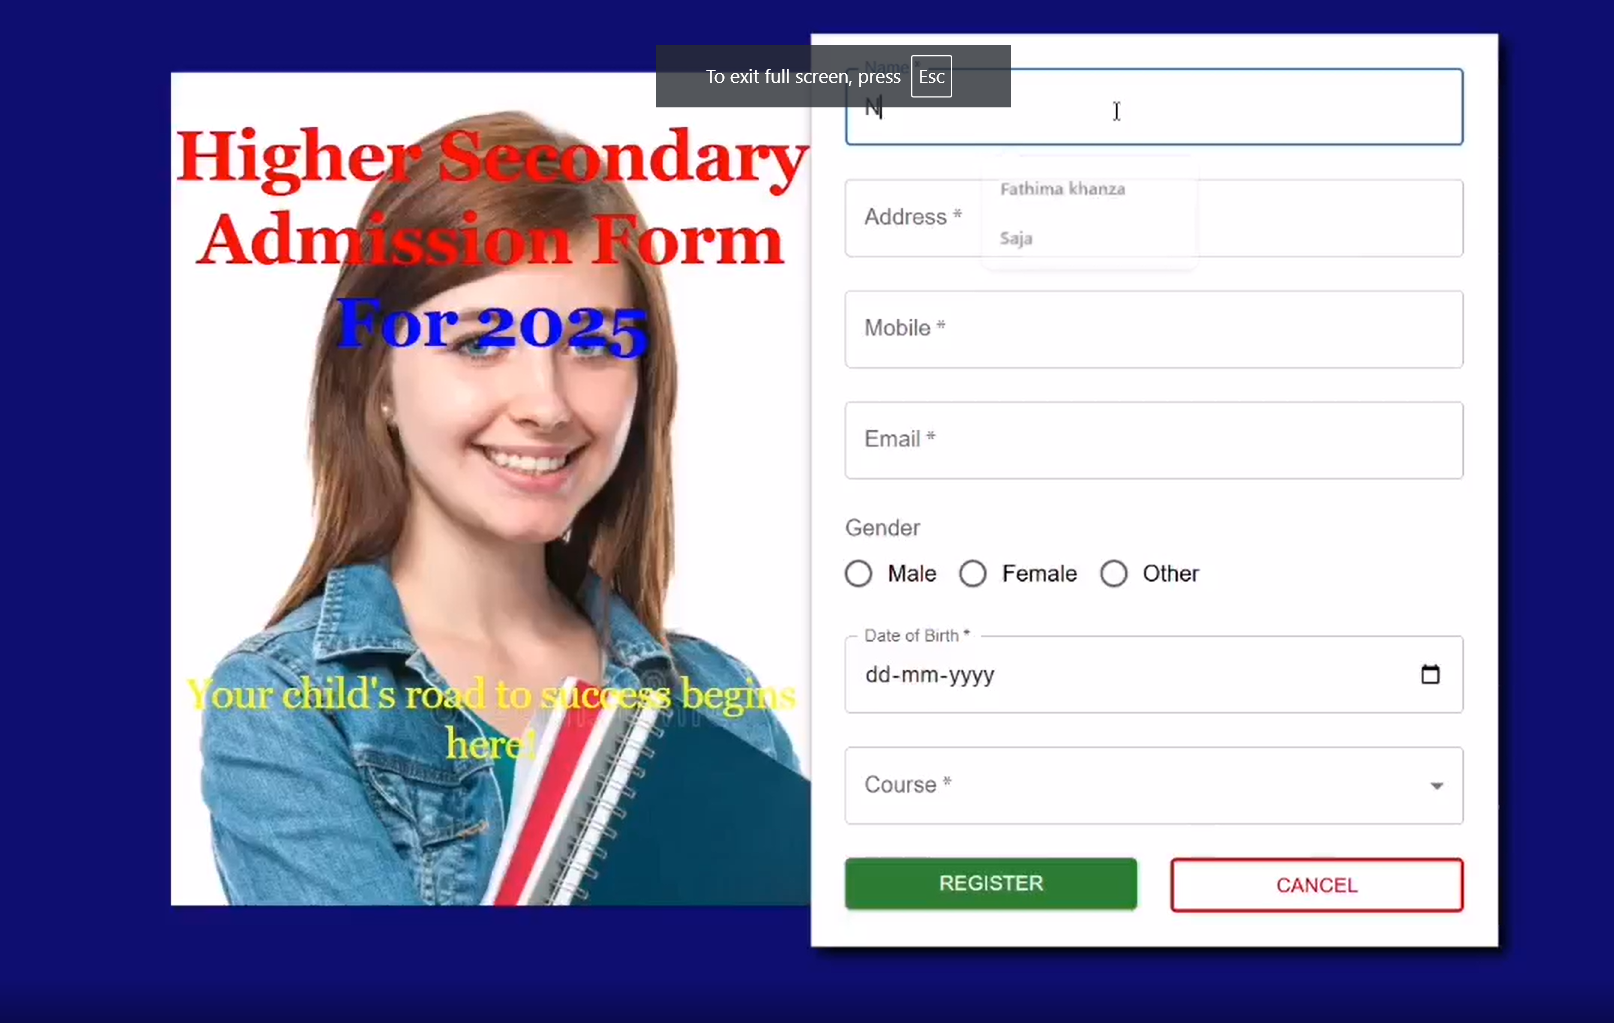 To exit full screen, press Esc
Higher Secondary
Admission Form
For 2025
Your child's road to success begins
here!
Name *
N
Fathima khanza
Saja
Address *
Mobile *
Email *
Gender
Male
Female
Other
Date of Birth *
dd-mm-yyyy
Course *
REGISTER
CANCEL